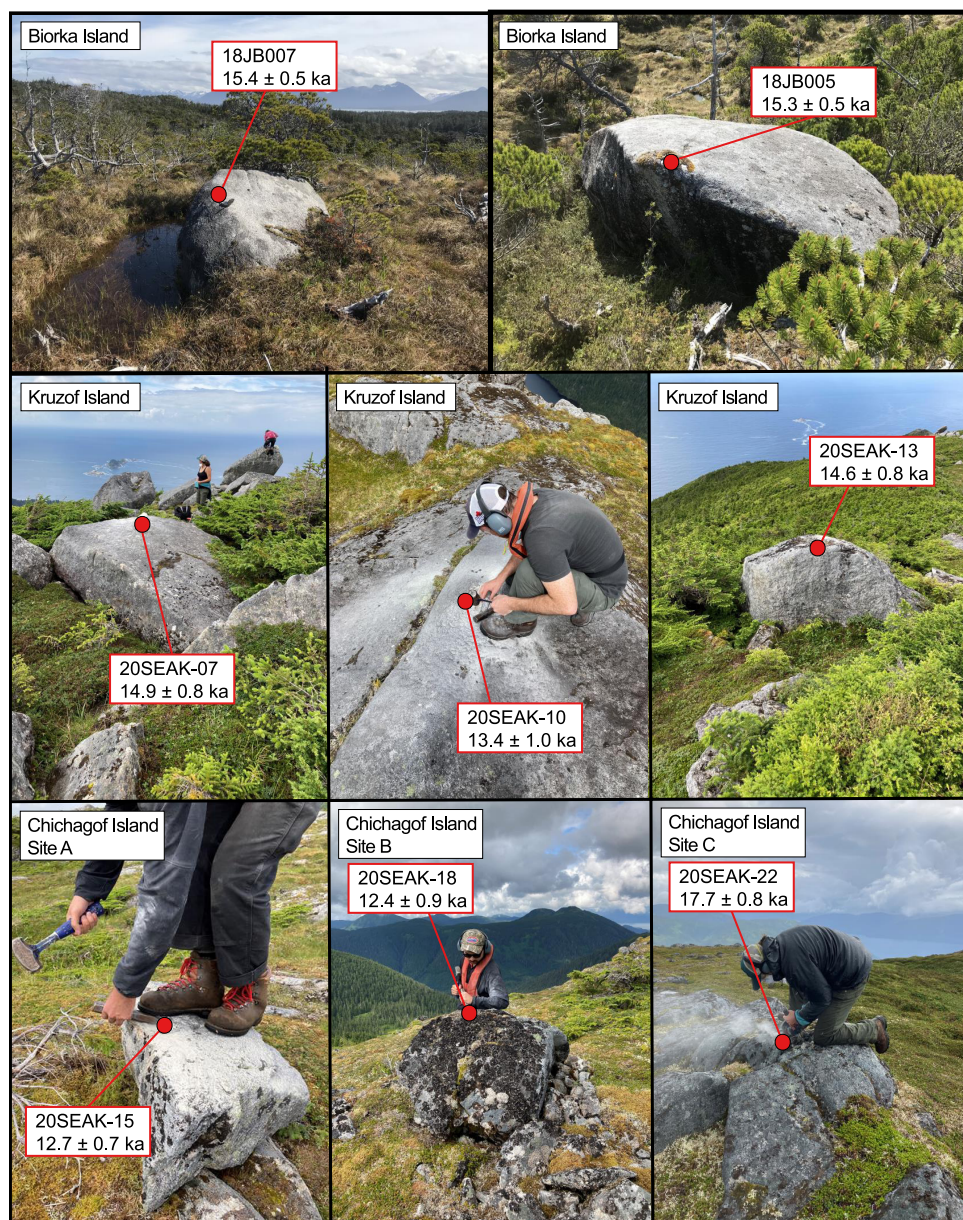 Biorka Island
18JB007
15.4 ± 0.5 ka
Biorka Island
18JB005
15.3 ± 0.5 ka
Kruzof Island
20SEAK-07
14.9 ± 0.8 ka
Kruzof Island
20SEAK-10
13.4 ± 1.0 ka
Kruzof Island
20SEAK-13
14.6 ± 0.8 ka
Chichagof Island
Site A
20SEAK-15
12.7 ± 0.7 ka
Chichagof Island
Site B
20SEAK-18
12.4 ± 0.9 ka
Chichagof Island
Site C
20SEAK-22
17.7 ± 0.8 ka